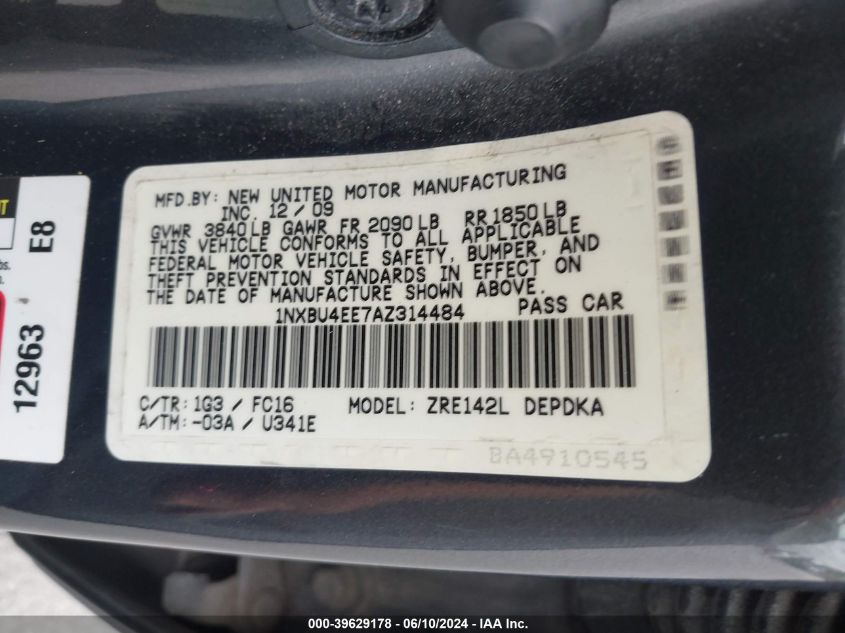 MFD.BY: NEW UNITED MOTOR MANUFACTURING
INC. 12/09
GVWR 3840LB GAWR FR 2090LB RR 1850LB
THIS VEHICLE CONFORMS TO ALL APPLICABLE
FEDERAL MOTOR VEHICLE SAFETY, BUMPER, AND
THEFT PREVENTION STANDARDS IN EFFECT ON
THE DATE OF MANUFACTURE SHOWN ABOVE.
1NXBU4EE7AZ314484 PASS CAR
C/TR: 1G3 / FC16 MODEL: ZRE142L DEPDKA
A/TM: -03A / U341E
BA4910545
E8
12963
000-39629178 - 06/10/2024 - IAA Inc.